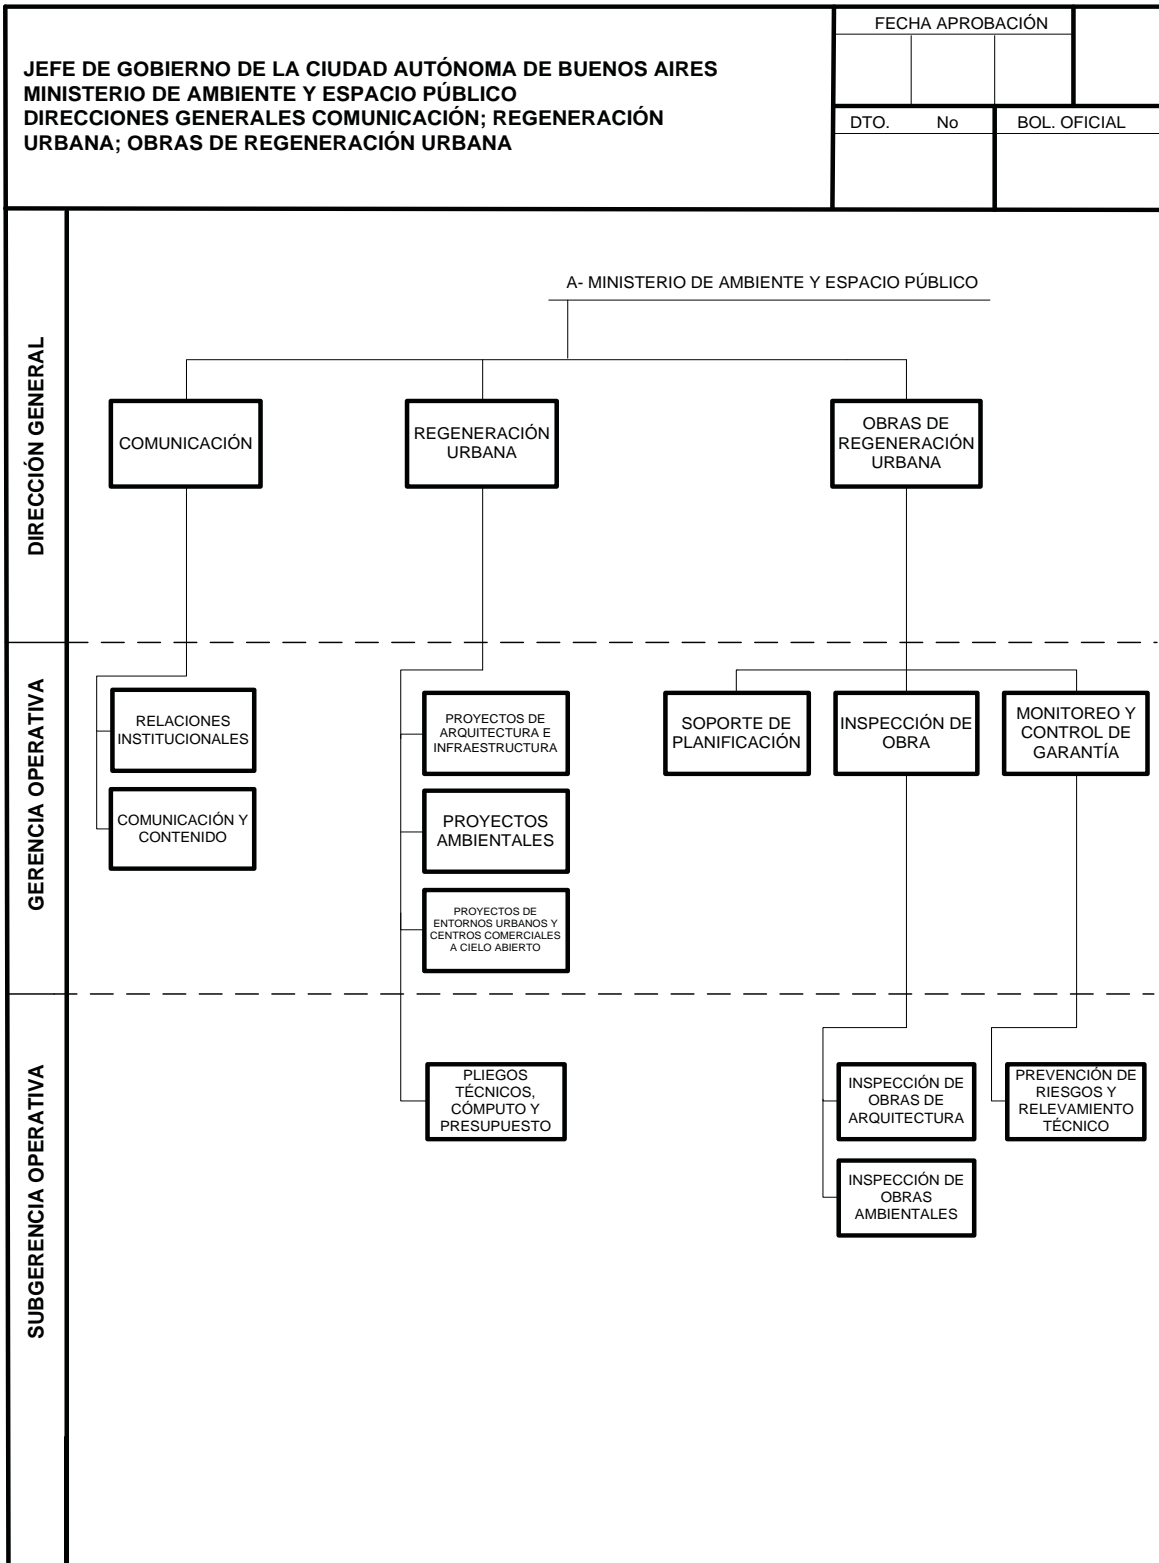 JEFE DE GOBIERNO DE LA CIUDAD AUTÓNOMA DE BUENOS AIRES
MINISTERIO DE AMBIENTE Y ESPACIO PÚBLICO
DIRECCIONES GENERALES COMUNICACIÓN; REGENERACIÓN
URBANA; OBRAS DE REGENERACIÓN URBANA
FECHA APROBACIÓN
DTO. No
BOL. OFICIAL
A- MINISTERIO DE AMBIENTE Y ESPACIO PÚBLICO
DIRECCIÓN GENERAL
COMUNICACIÓN
REGENERACIÓN
URBANA
OBRAS DE
REGENERACIÓN
URBANA
GERENCIA OPERATIVA
RELACIONES
INSTITUCIONALES
COMUNICACIÓN Y
CONTENIDO
PROYECTOS DE
ARQUITECTURA E
INFRAESTRUCTURA
PROYECTOS
AMBIENTALES
PROYECTOS DE
ENTORNOS URBANOS Y
CENTROS COMERCIALES
A CIELO ABIERTO
SOPORTE DE
PLANIFICACIÓN
INSPECCIÓN DE
OBRA
MONITOREO Y
CONTROL DE
GARANTÍA
SUBGERENCIA OPERATIVA
PLIEGOS
TÉCNICOS,
CÓMPUTO Y
PRESUPUESTO
INSPECCIÓN DE
OBRAS DE
ARQUITECTURA
INSPECCIÓN DE
OBRAS
AMBIENTALES
PREVENCIÓN DE
RIESGOS Y
RELEVAMIENTO
TÉCNICO